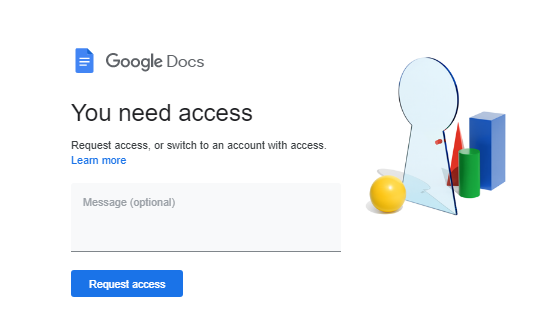 Google Docs
You need access
Request access, or switch to an account with access.
Learn more
Message (optional)
Request access